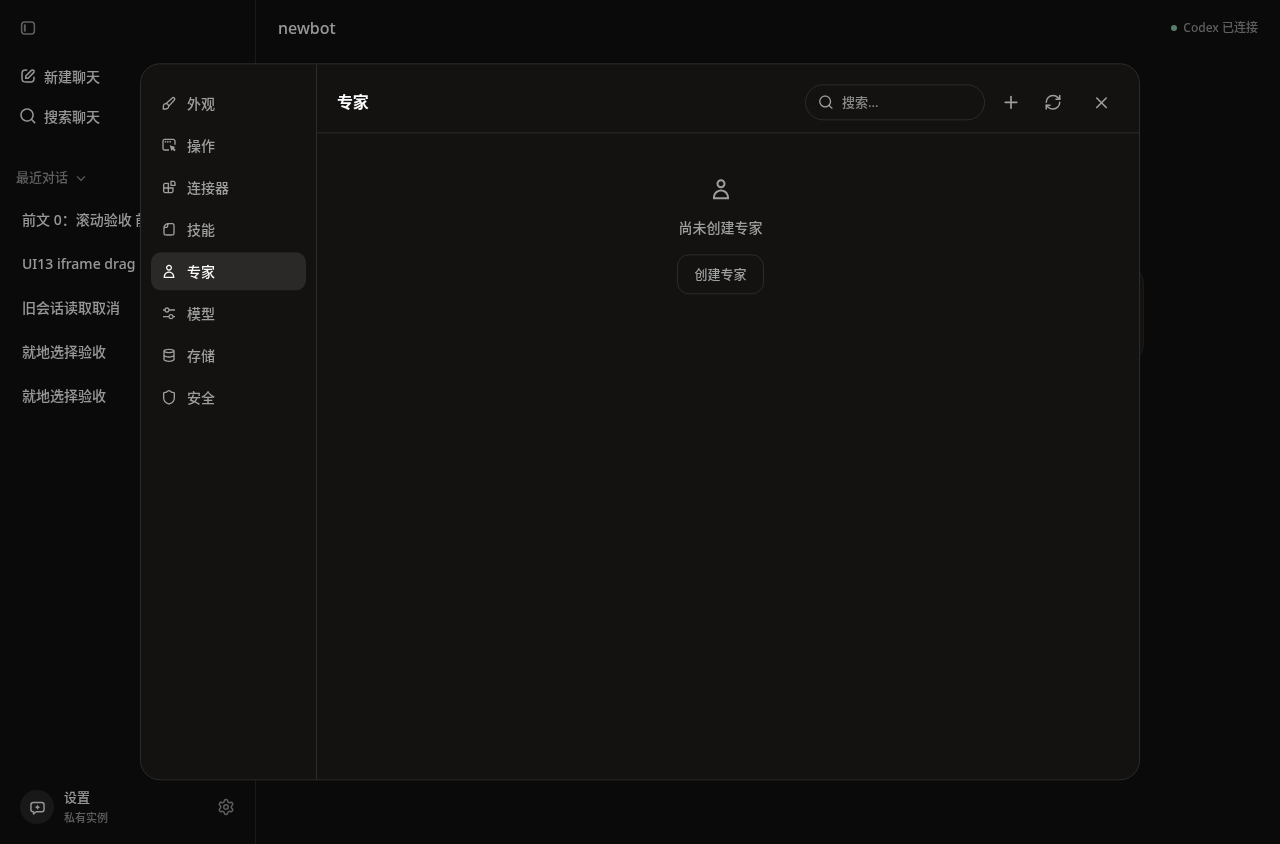 newbot
Codex 已连接
新建聊天
搜索聊天
最近对话
前文 0：滚动验收
UI13 iframe drag
旧会话读取取消
就地选择验收
就地选择验收
设置
私有实例
外观
操作
连接器
技能
专家
模型
存储
安全
专家
搜索...
尚未创建专家
创建专家